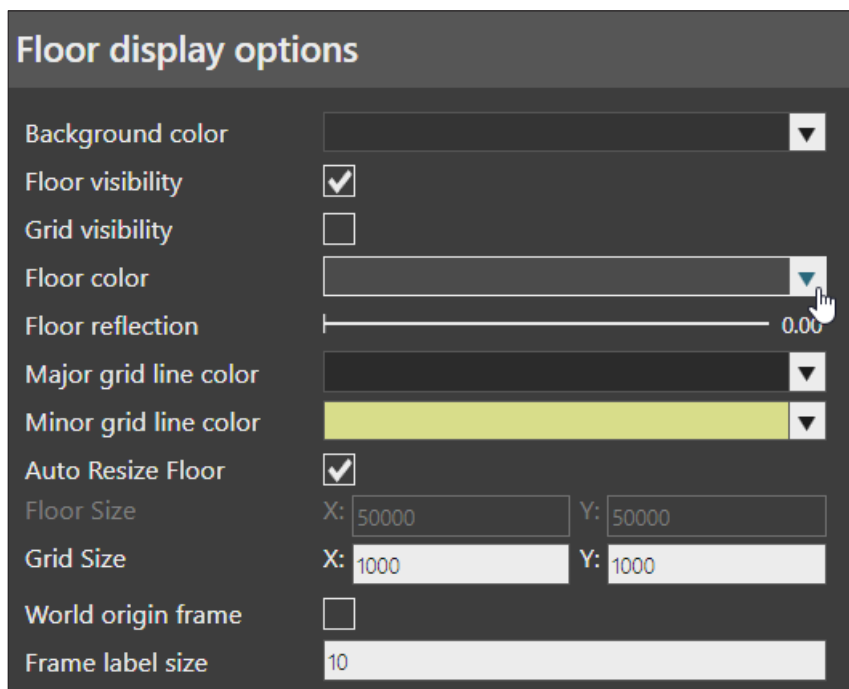 Floor display options
Background color
Floor visibility
Grid visibility
Floor color
Floor reflection 0.00
Major grid line color
Minor grid line color
Auto Resize Floor
Floor Size X: 50000 Y: 50000
Grid Size X: 1000 Y: 1000
World origin frame
Frame label size 10